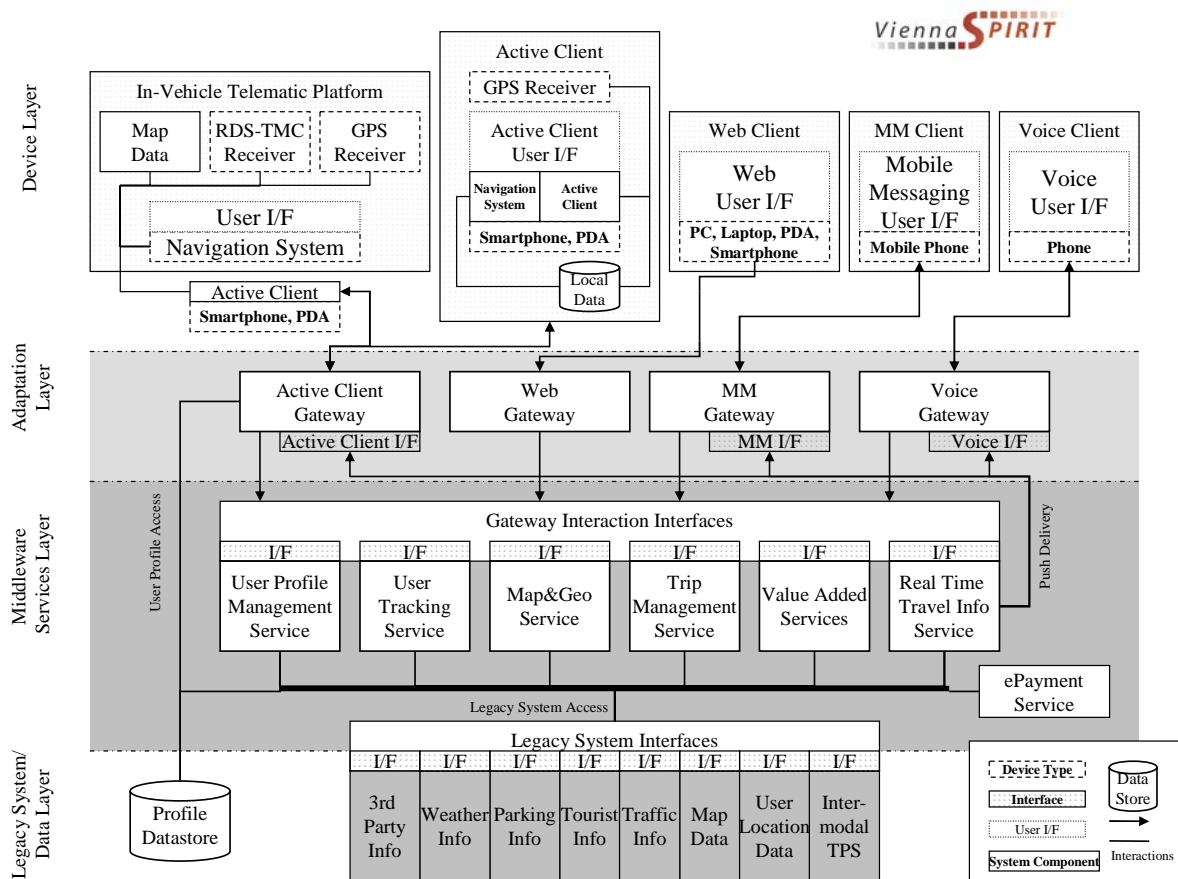 Vienna SPIRIT
Device Layer
In-Vehicle Telematic Platform
Map
Data
RDS-TMC
Receiver
GPS
Receiver
User I/F
Navigation System
Active Client
Smartphone, PDA
Active Client
GPS Receiver
Active Client
User I/F
Navigation
System
Active
Client
Smartphone, PDA
Local
Data
Web Client
Web
User I/F
PC, Laptop, PDA,
Smartphone
MM Client
Mobile
Messaging
User I/F
Mobile Phone
Voice Client
Voice
User I/F
Phone
Adaptation
Layer
Active Client
Gateway
Active Client I/F
Web
Gateway
MM
Gateway
MM I/F
Voice
Gateway
Voice I/F
Middleware
Services Layer
User Profile Access
Push Delivery
Gateway Interaction Interfaces
I/F
I/F
I/F
I/F
I/F
I/F
User Profile
Management
Service
User
Tracking
Service
Map&Geo
Service
Trip
Management
Service
Value Added
Services
Real Time
Travel Info
Service
ePayment
Service
Legacy System Access
Legacy System/
Data Layer
Profile
Datastore
Legacy System Interfaces
I/F
I/F
I/F
I/F
I/F
I/F
I/F
I/F
3rd
Party
Info
Weather
Info
Parking
Info
Tourist
Info
Traffic
Info
Map
Data
User
Location
Data
Inter-
modal
TPS
Device Type
Interface
User I/F
System Component
Data
Store
Interactions